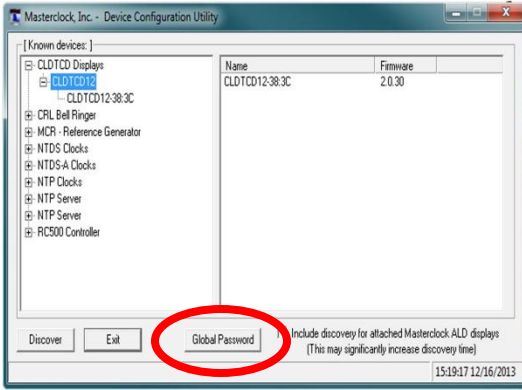 Masterclock, Inc. - Device Configuration Utility
[ Known devices: ]
CLDTCD Displays
CLDTCD12
CLDTCD12-38:3C
CRL Bell Ringer
MCR - Reference Generator
NTDS Clocks
NTDS-A Clocks
NTP Clocks
NTP Server
NTP Server
RC500 Controller
Name Firmware
CLDTCD12-38:3C 2.0.30
Discover Exit Global Password Include discovery for attached Masterclock ALD displays
(This may significantly increase discovery time)
15:19:17 12/16/2013